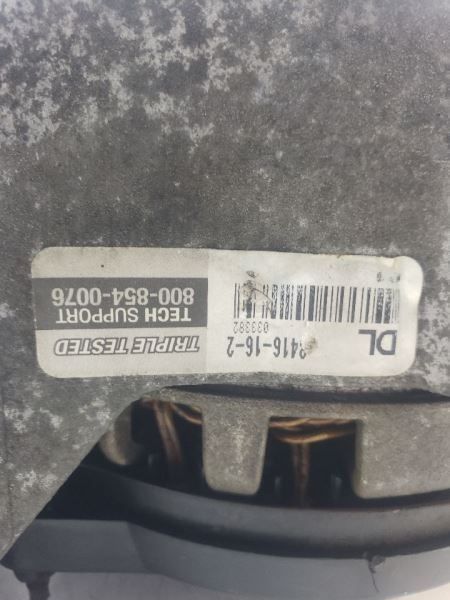 DL
8416-16-2
033382
TRIPLE TESTED
TECH SUPPORT
800-854-0076